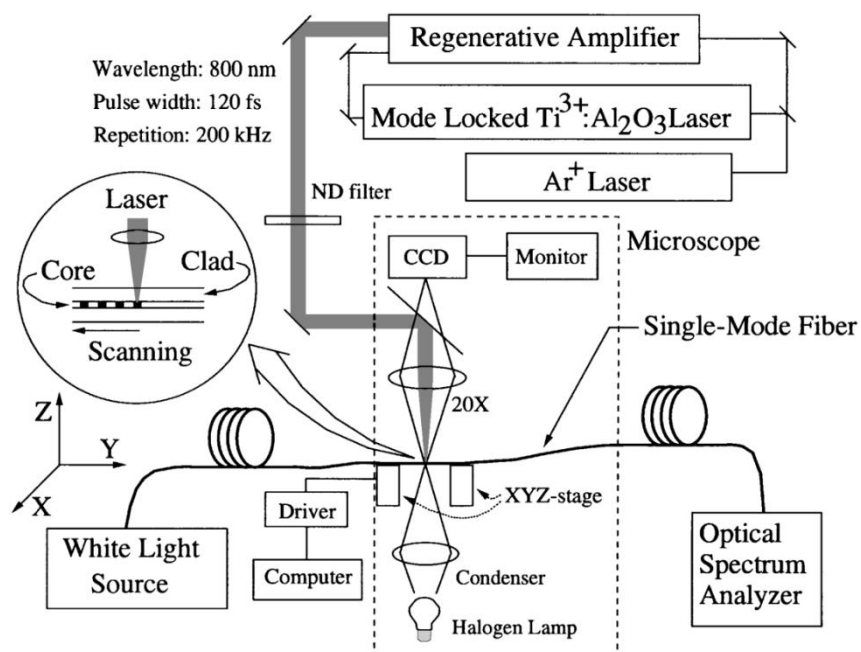 Regenerative Amplifier
Wavelength: 800 nm
Pulse width: 120 fs
Repetition: 200 kHz
Mode Locked Ti³⁺:Al₂O₃Laser
Ar⁺ Laser
ND filter
Laser
Core
Clad
Scanning
CCD
Monitor
Microscope
Single-Mode Fiber
20X
Z
Y
X
XYZ-stage
Driver
Computer
White Light
Source
Condenser
Halogen Lamp
Optical
Spectrum
Analyzer